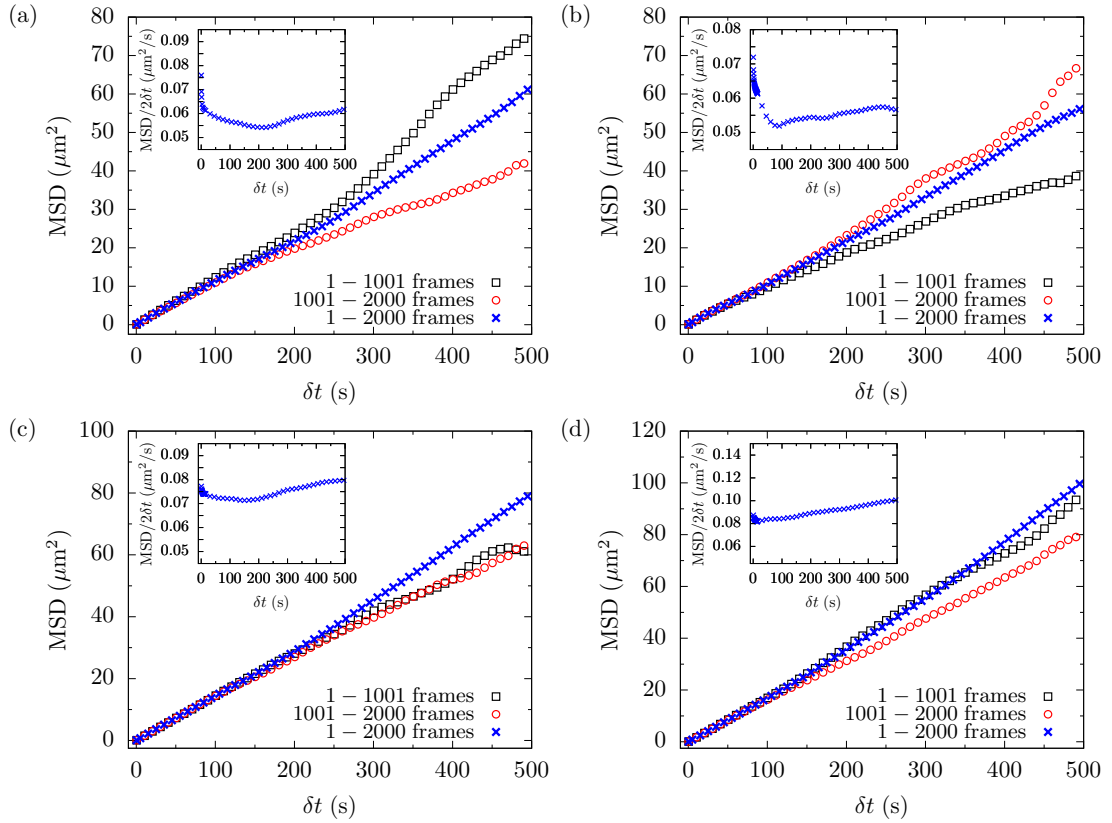 (a)
MSD (μm²)
80
70
60
50
40
30
20
10
0
0 100 200 300 400 500
δt (s)
MSD/2δt (μm²/s)
0.09
0.08
0.07
0.06
0.05
0 100 200 300 400 500
δt (s)
1 − 1001 frames
1001 − 2000 frames
1 − 2000 frames
(b)
MSD (μm²)
80
70
60
50
40
30
20
10
0
0 100 200 300 400 500
δt (s)
MSD/2δt (μm²/s)
0.08
0.07
0.06
0.05
0 100 200 300 400 500
δt (s)
1 − 1001 frames
1001 − 2000 frames
1 − 2000 frames
(c)
MSD (μm²)
100
80
60
40
20
0
0 100 200 300 400 500
δt (s)
MSD/2δt (μm²/s)
0.09
0.08
0.07
0.06
0.05
0 100 200 300 400 500
δt (s)
1 − 1001 frames
1001 − 2000 frames
1 − 2000 frames
(d)
MSD (μm²)
120
100
80
60
40
20
0
0 100 200 300 400 500
δt (s)
MSD/2δt (μm²/s)
0.14
0.12
0.10
0.08
0.06
0 100 200 300 400 500
δt (s)
1 − 1001 frames
1001 − 2000 frames
1 − 2000 frames